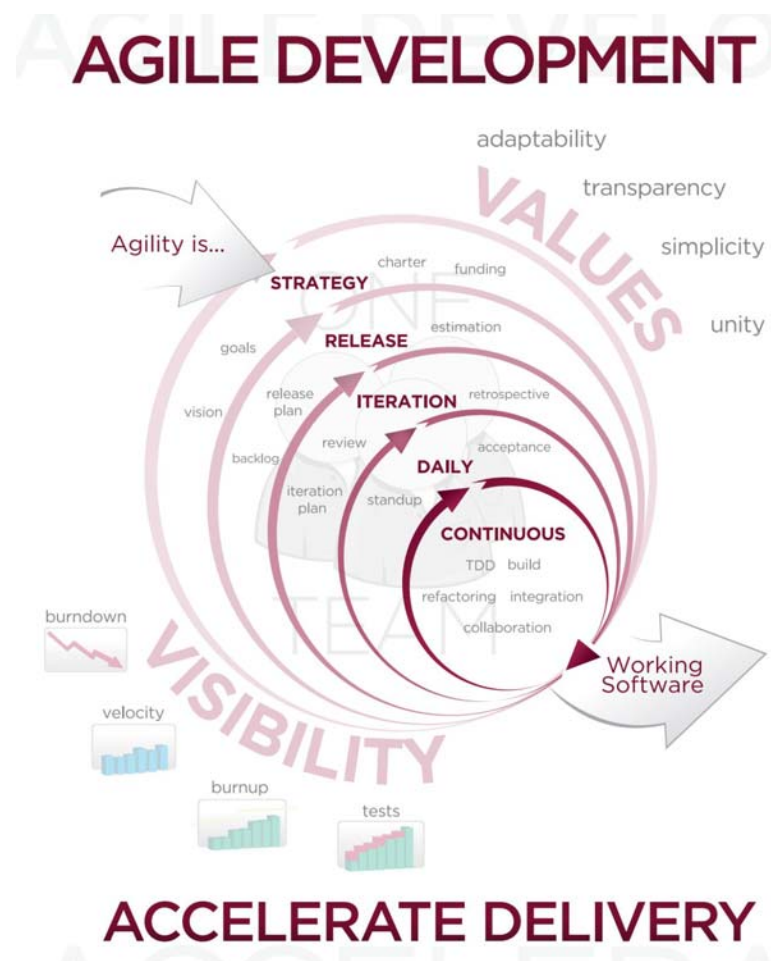 AGILE DEVELOPMENT
adaptability
transparency
simplicity
unity
VALUES
Agility is...
STRATEGY
charter
funding
goals
vision
RELEASE
estimation
release
plan
backlog
ITERATION
retrospective
review
iteration
plan
DAILY
acceptance
standup
CONTINUOUS
TDD build
refactoring integration
collaboration
ONE
TEAM
Working
Software
VISIBILITY
burndown
velocity
burnup
tests
ACCELERATE DELIVERY